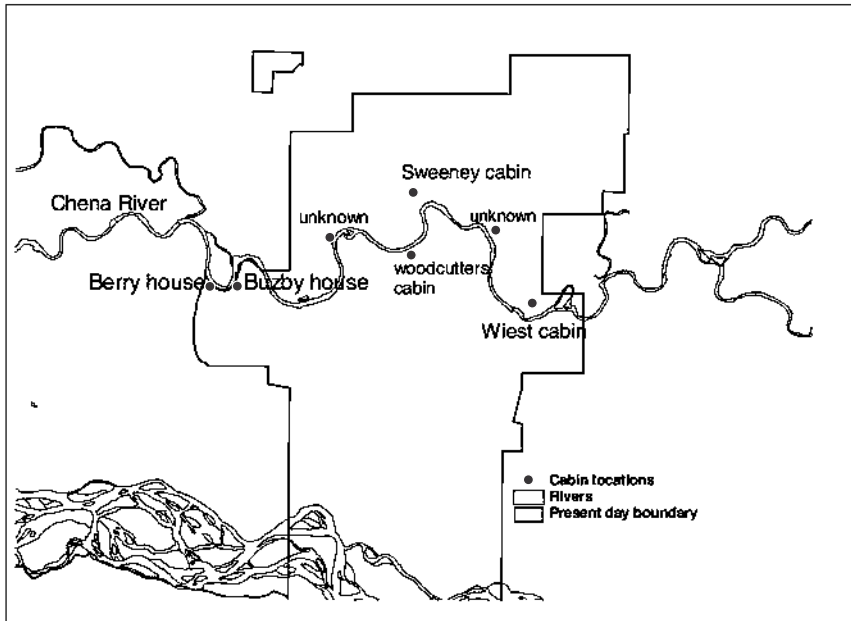 Sweeney cabin
Chena River
unknown
unknown
woodcutters
cabin
Berry house
Buzby house
Wiest cabin
Cabin locations
Rivers
Present day boundary